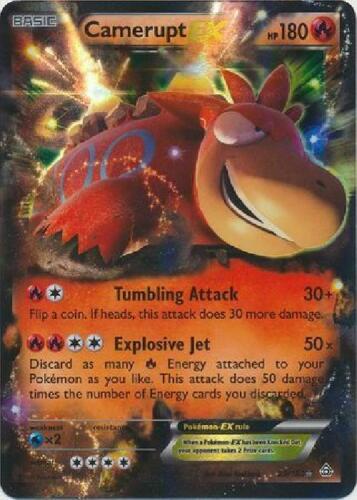 BASIC Camerupt EX HP180
Tumbling Attack 30+
Flip a coin. If heads, this attack does 30 more damage.
Explosive Jet 50x
Discard as many Energy attached to your
Pokémon as you like. This attack does 50 damage
times the number of Energy cards you discarded.
weakness resistance
×2
Pokémon-EX rule
When a Pokémon-EX has been Knocked Out,
your opponent takes 2 Prize cards.